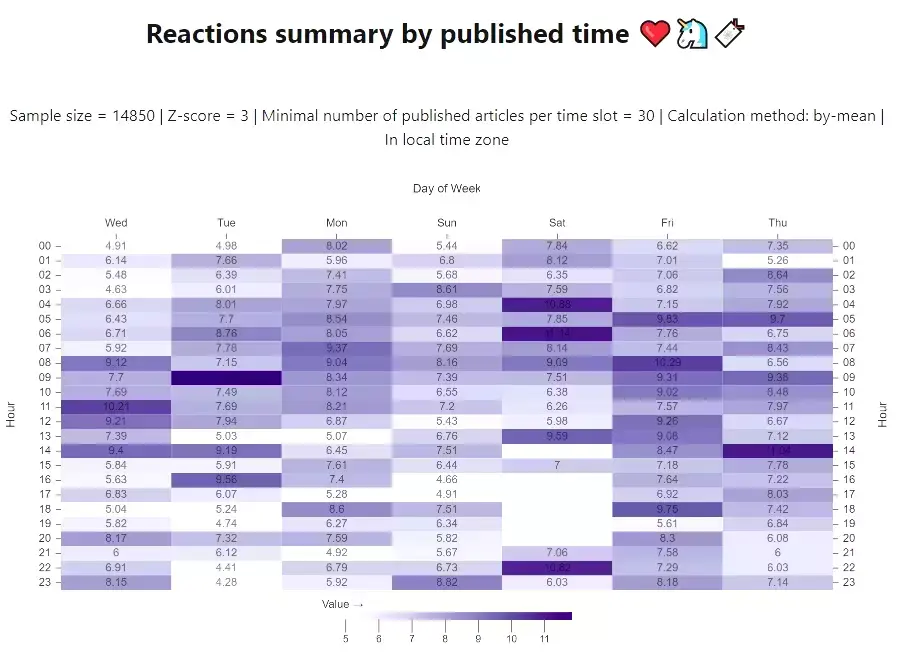 Reactions summary by published time ❤️🦄🔖
Sample size = 14850 | Z-score = 3 | Minimal number of published articles per time slot = 30 | Calculation method: by-mean |
In local time zone
Day of Week
Wed Tue Mon Sun Sat Fri Thu
00 4.91 4.98 8.02 5.44 7.84 6.62 7.35 00
01 6.14 7.66 5.96 6.8 8.12 7.01 5.26 01
02 5.48 6.39 7.41 5.68 6.35 7.06 8.64 02
03 4.63 6.01 7.75 8.61 7.59 6.82 7.56 03
04 6.66 8.01 7.97 6.98 10.88 7.15 7.92 04
05 6.43 7.7 8.54 7.46 7.85 9.83 9.7 05
06 6.71 8.76 8.05 6.62 7.76 6.75 06
07 5.92 7.78 9.37 7.69 8.14 7.44 8.43 07
08 9.12 7.15 9.04 8.16 9.09 10.29 6.56 08
09 7.7 8.34 7.39 7.51 9.31 9.35 09
10 7.69 7.49 8.12 6.55 6.38 9.02 8.48 10
11 10.21 7.69 8.21 7.2 6.26 7.57 7.97 11
Hour Hour
12 9.21 7.94 6.87 5.43 5.98 9.26 6.67 12
13 7.39 5.03 5.07 6.76 9.59 9.08 7.12 13
14 9.4 9.19 6.45 7.51 8.47 14
15 5.84 5.91 7.61 6.44 7 7.18 7.78 15
16 5.63 9.56 7.4 4.66 7.64 7.22 16
17 6.83 6.07 5.28 4.91 6.92 8.03 17
18 5.04 5.24 8.6 7.51 9.75 7.42 18
19 5.82 4.74 6.27 6.34 5.61 6.84 19
20 8.17 7.32 7.59 5.82 8.3 6.08 20
21 6 6.12 4.92 5.67 7.06 7.58 6 21
22 6.91 4.41 6.79 6.73 10.82 7.29 6.03 22
23 8.15 4.28 5.92 8.82 6.03 8.18 7.14 23
Value →
5 6 7 8 9 10 11